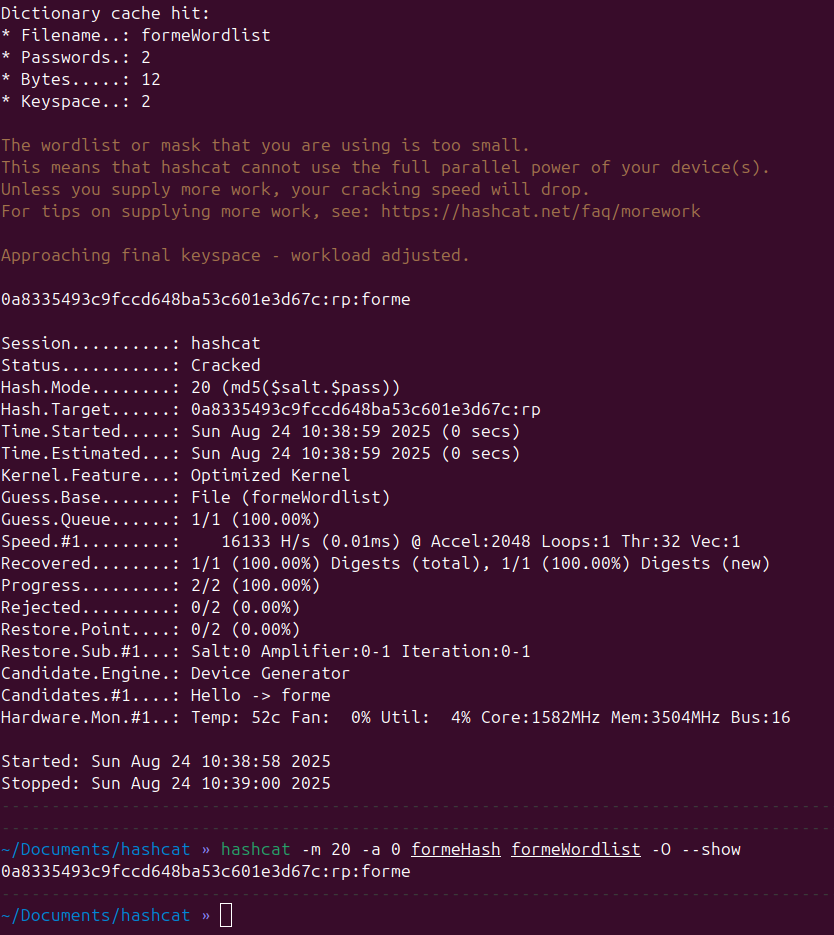 Dictionary cache hit:
* Filename..: formeWordlist
* Passwords.: 2
* Bytes.....: 12
* Keyspace..: 2
The wordlist or mask that you are using is too small.
This means that hashcat cannot use the full parallel power of your device(s).
Unless you supply more work, your cracking speed will drop.
For tips on supplying more work, see: https://hashcat.net/faq/morework
Approaching final keyspace - workload adjusted.
0a8335493c9fccd648ba53c601e3d67c:rp:forme
Session..........: hashcat
Status...........: Cracked
Hash.Mode........: 20 (md5($salt.$pass))
Hash.Target......: 0a8335493c9fccd648ba53c601e3d67c:rp
Time.Started.....: Sun Aug 24 10:38:59 2025 (0 secs)
Time.Estimated...: Sun Aug 24 10:38:59 2025 (0 secs)
Kernel.Feature...: Optimized Kernel
Guess.Base.......: File (formeWordlist)
Guess.Queue......: 1/1 (100.00%)
Speed.#1.........:    16133 H/s (0.01ms) @ Accel:2048 Loops:1 Thr:32 Vec:1
Recovered........: 1/1 (100.00%) Digests (total), 1/1 (100.00%) Digests (new)
Progress.........: 2/2 (100.00%)
Rejected.........: 0/2 (0.00%)
Restore.Point....: 0/2 (0.00%)
Restore.Sub.#1...: Salt:0 Amplifier:0-1 Iteration:0-1
Candidate.Engine.: Device Generator
Candidates.#1....: Hello -> forme
Hardware.Mon.#1..: Temp: 52c Fan:  0% Util:  4% Core:1582MHz Mem:3504MHz Bus:16
Started: Sun Aug 24 10:38:58 2025
Stopped: Sun Aug 24 10:39:00 2025
~/Documents/hashcat » hashcat -m 20 -a 0 formeHash formeWordlist -O --show
0a8335493c9fccd648ba53c601e3d67c:rp:forme
~/Documents/hashcat »